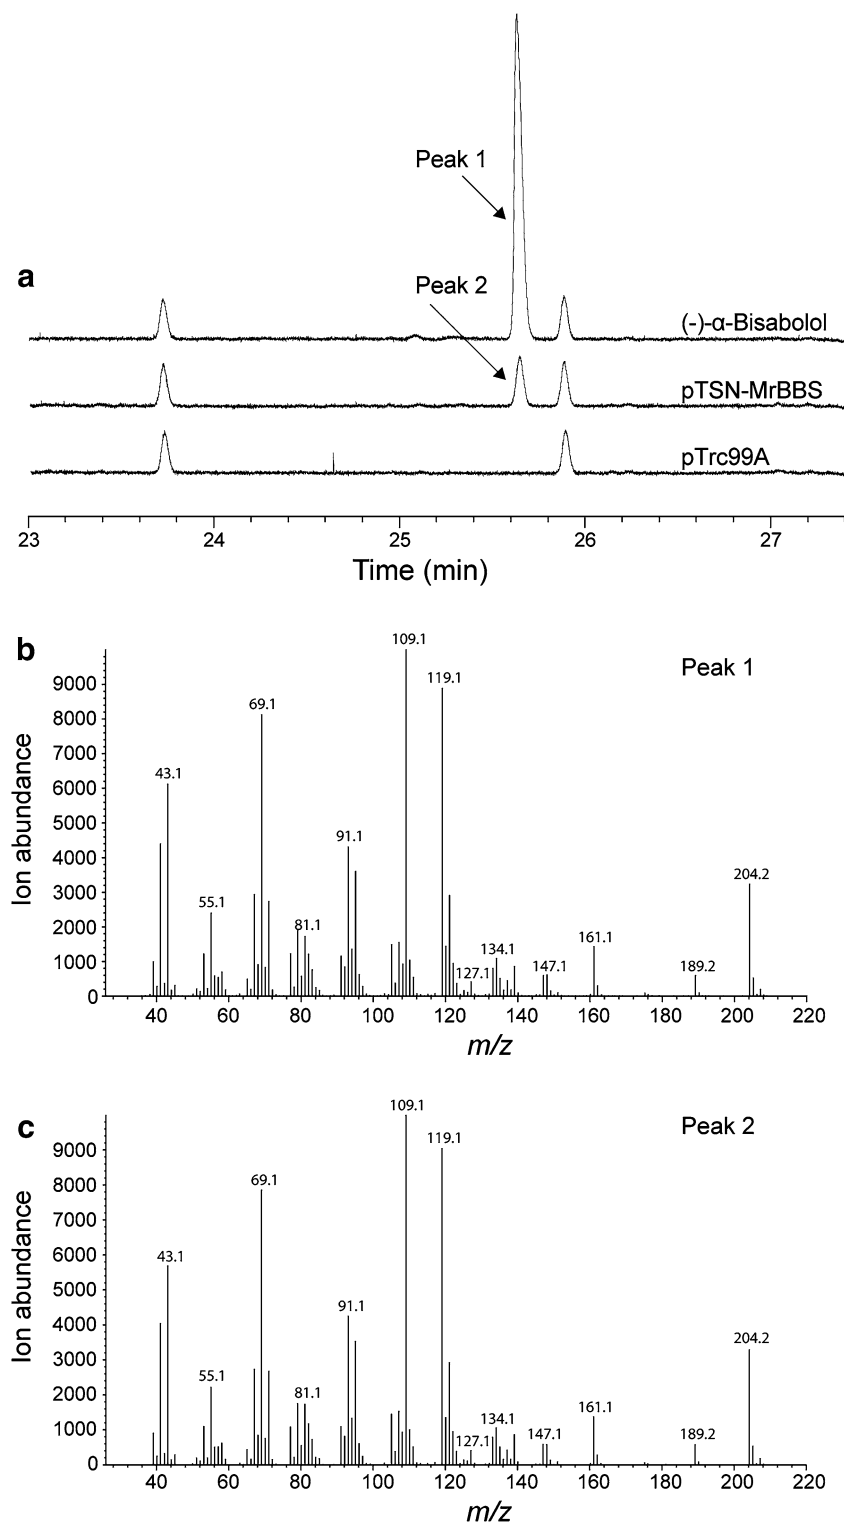 a
Peak 1
Peak 2
(-)-α-Bisabolol
pTSN-MrBBS
pTrc99A
23 24 25 26 27
Time (min)
b
Peak 1
Ion abundance
9000
8000
7000
6000
5000
4000
3000
2000
1000
0
43.1
55.1
69.1
81.1
91.1
109.1
119.1
127.1
134.1
147.1
161.1
189.2
204.2
40 60 80 100 120 140 160 180 200 220
m/z
c
Peak 2
Ion abundance
9000
8000
7000
6000
5000
4000
3000
2000
1000
0
43.1
55.1
69.1
81.1
91.1
109.1
119.1
127.1
134.1
147.1
161.1
189.2
204.2
40 60 80 100 120 140 160 180 200 220
m/z